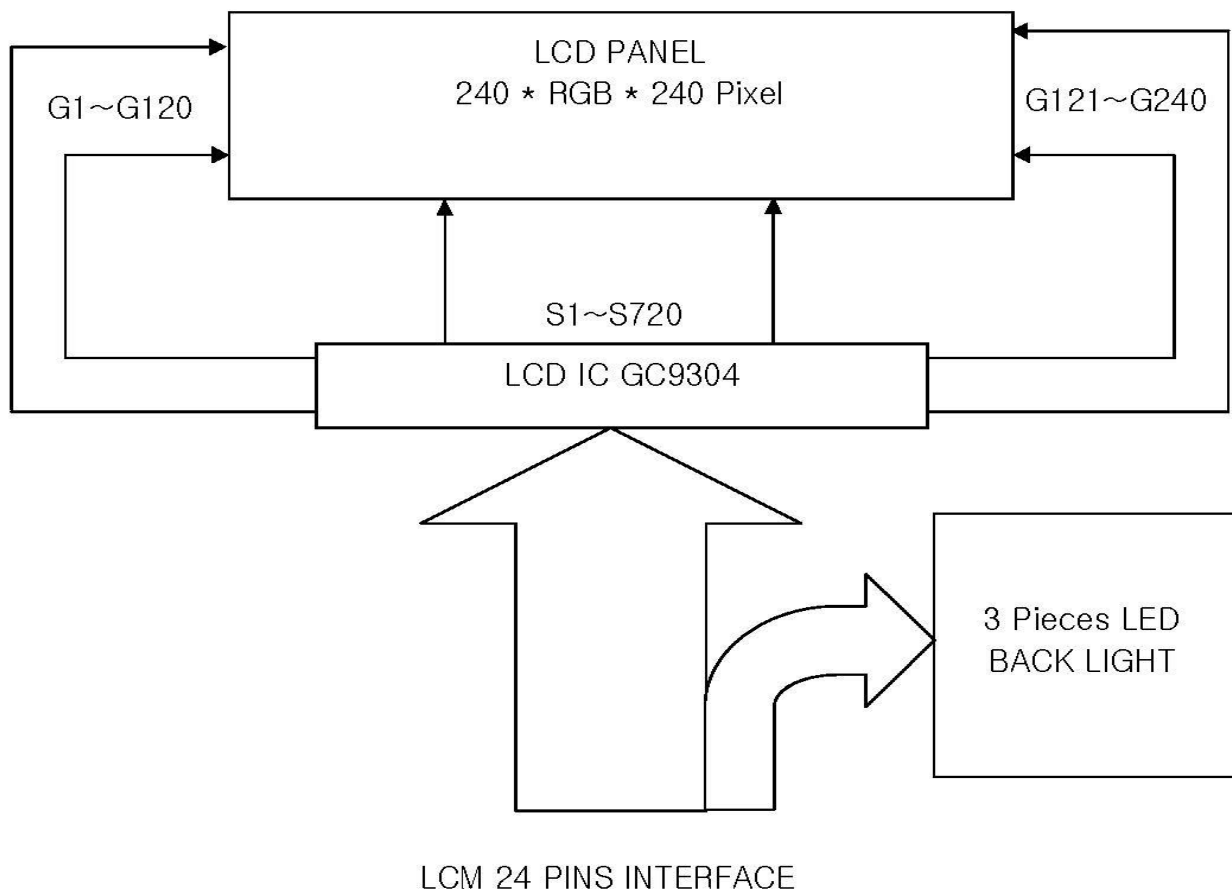 LCD PANEL
240 * RGB * 240 Pixel
G1~G120
G121~G240
S1~S720
LCD IC GC9304
3 Pieces LED
BACK LIGHT
LCM 24 PINS INTERFACE